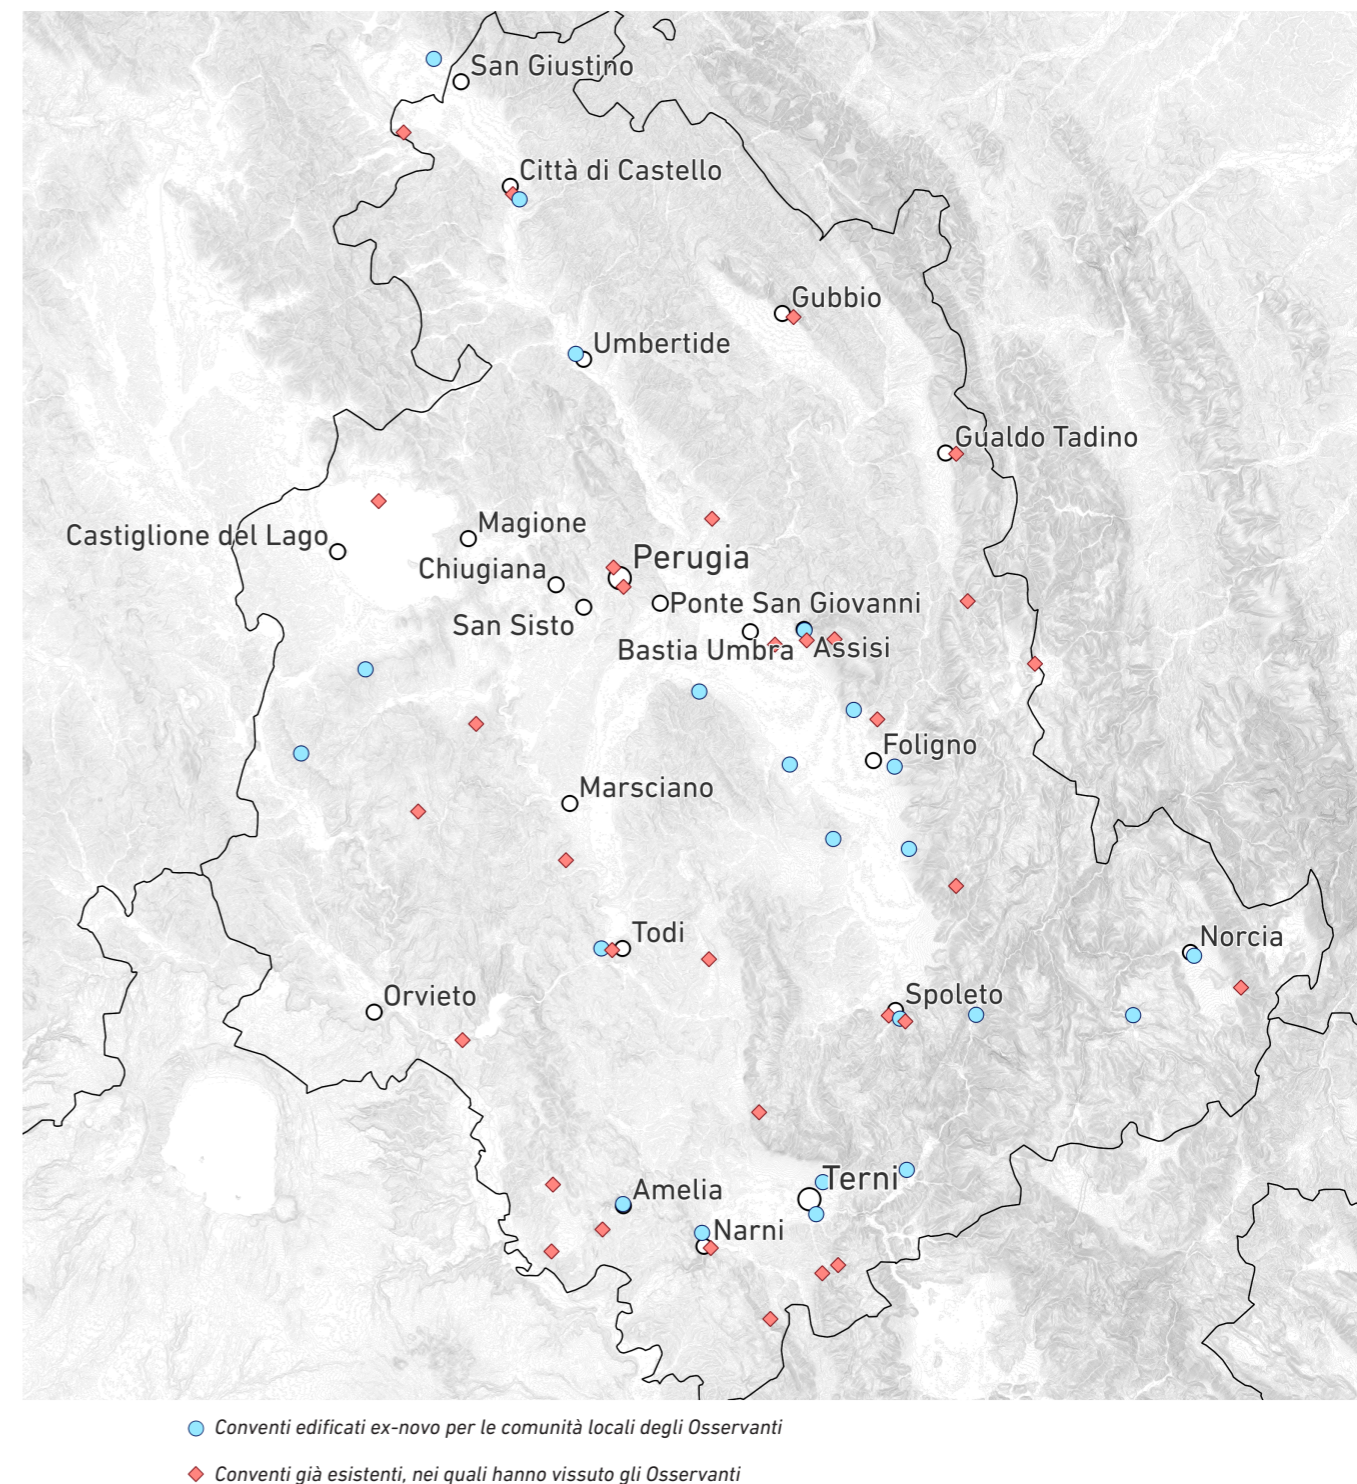 San Giustino
Città di Castello
Gubbio
Umbertide
Gualdo Tadino
Castiglione del Lago
Magione
Chiugiana
Perugia
San Sisto
Ponte San Giovanni
Bastia Umbra
Assisi
Foligno
Marsciano
Todi
Norcia
Orvieto
Spoleto
Amelia
Terni
Narni
Conventi edificati ex-novo per le comunità locali degli Osservanti
Conventi già esistenti, nei quali hanno vissuto gli Osservanti